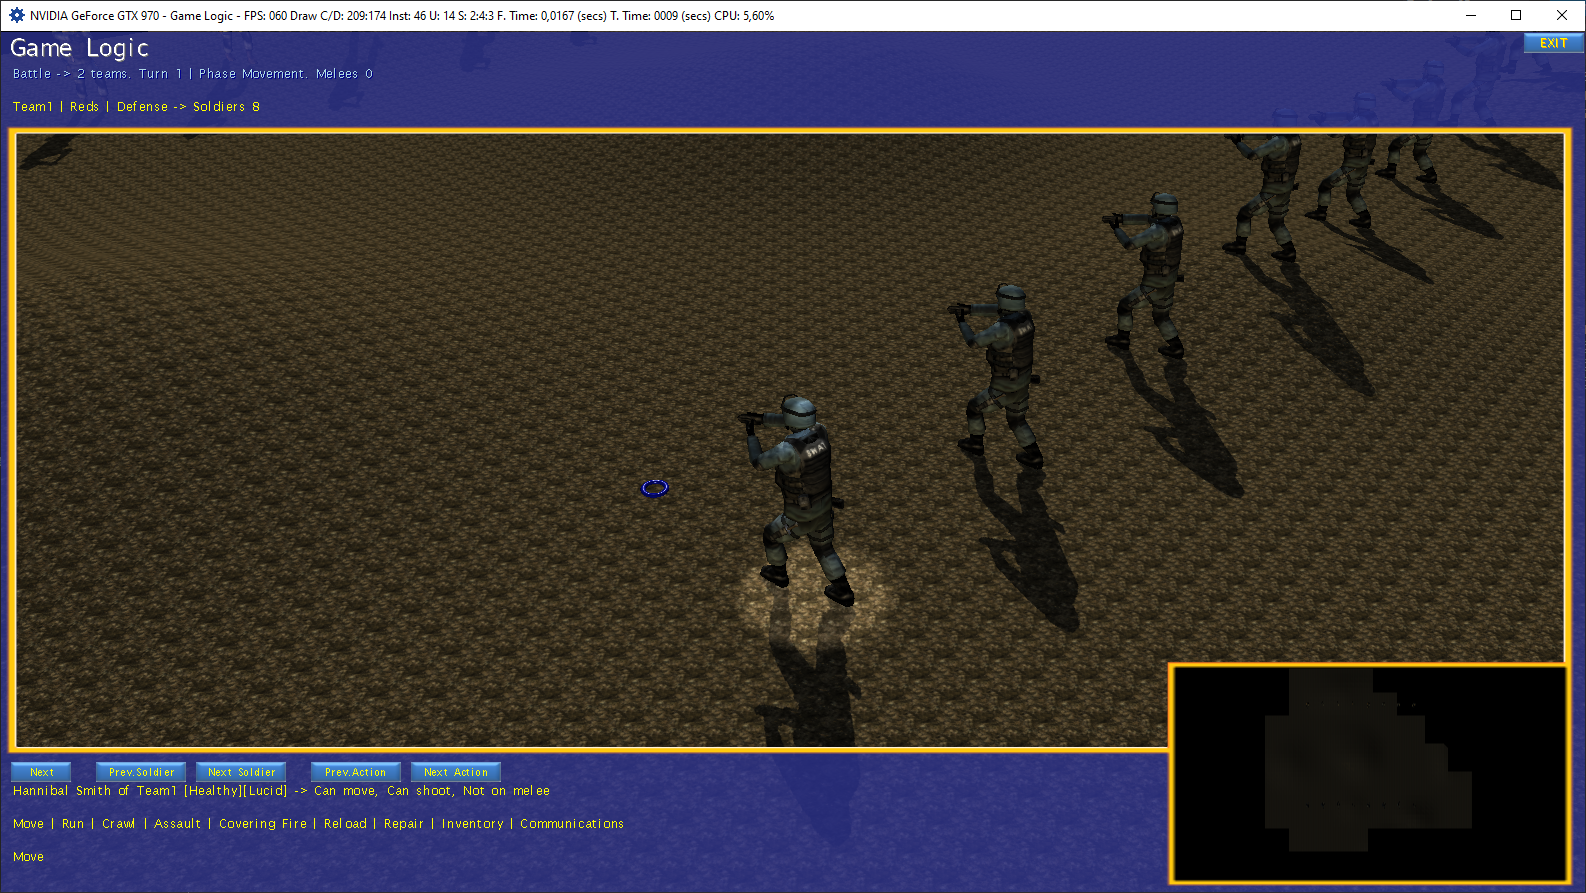 NVIDIA GeForce GTX 970 - Game Logic - FPS: 060 Draw C/D: 209:174 Inst: 46 U: 14 S: 2:4:3 F. Time: 0,0167 (secs) T. Time: 0009 (secs) CPU: 5,60%
Game Logic
EXIT
Battle -> 2 teams. Turn 1 | Phase Movement. Melees 0
Team1 | Reds | Defense -> Soldiers 8
SWAT
Next Prev.Soldier Next Soldier Prev.Action Next Action
Hannibal Smith of Team1 [Healthy][Lucid] -> Can move, Can shoot, Not on melee
Move | Run | Crawl | Assault | Covering Fire | Reload | Repair | Inventory | Communications
Move